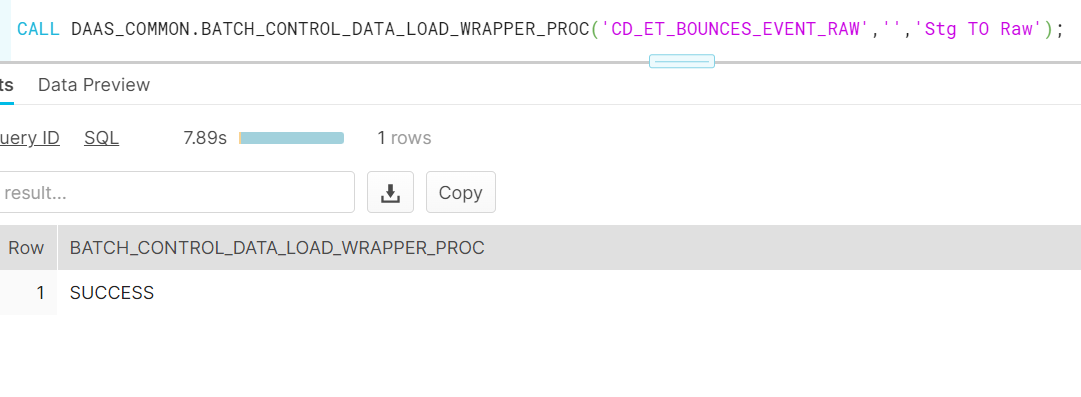 CALL DAAS_COMMON.BATCH_CONTROL_DATA_LOAD_WRAPPER_PROC('CD_ET_BOUNCES_EVENT_RAW','','Stg TO Raw');
ts Data Preview
uery ID SQL 7.89s 1 rows
result... Copy
Row BATCH_CONTROL_DATA_LOAD_WRAPPER_PROC
1 SUCCESS